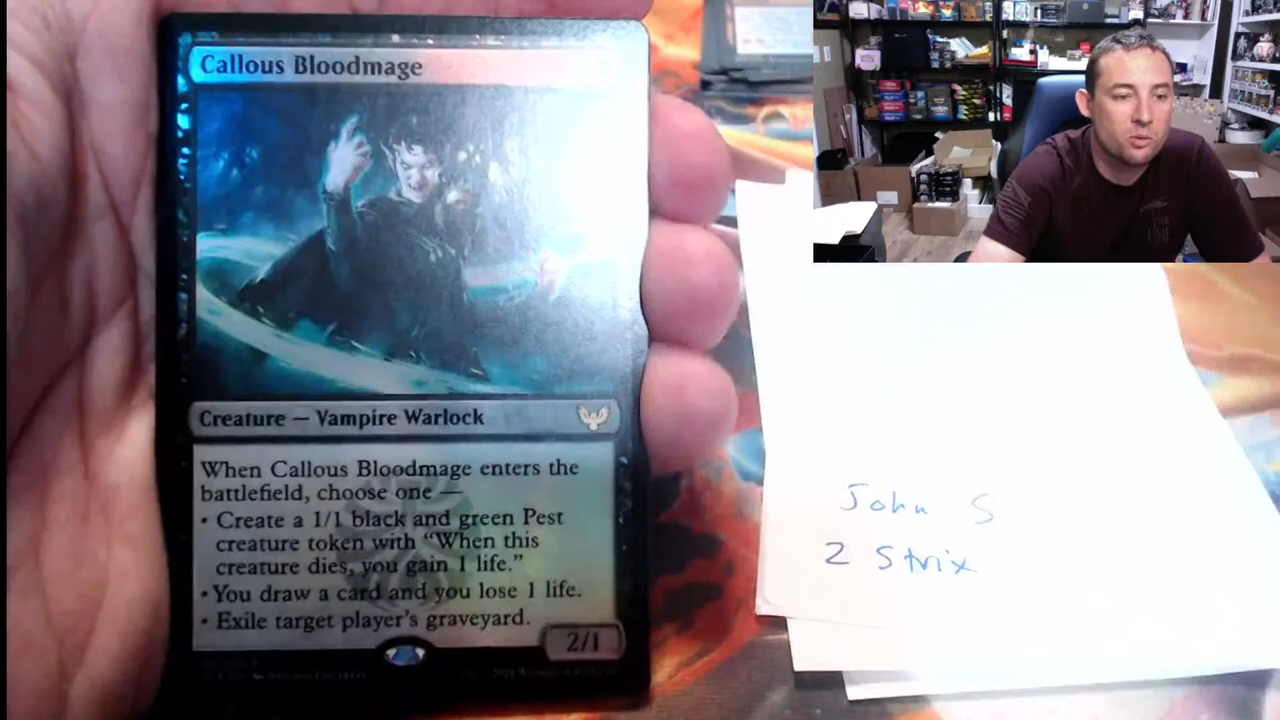 Callous Bloodmage
Creature — Vampire Warlock
When Callous Bloodmage enters the
battlefield, choose one —
• Create a 1/1 black and green Pest
creature token with “When this
creature dies, you gain 1 life.”
• You draw a card and you lose 1 life.
• Exile target player's graveyard.
2/1
John S
2 Strix